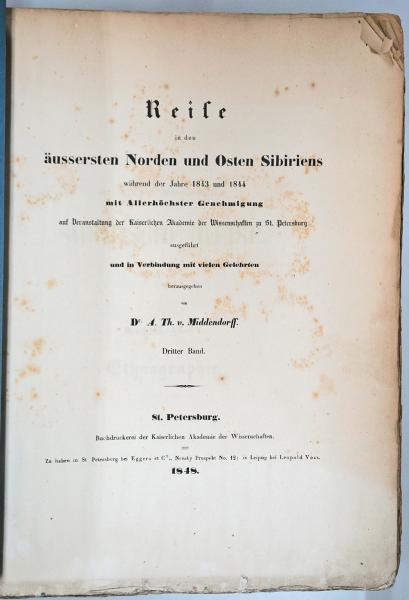 Reise
in den
äussersten Norden und Osten Sibiriens
während der Jahre 1843 und 1844
mit Allerhöchster Genehmigung
auf Veranstaltung der Kaiserlichen Akademie der Wissenschaften zu St. Petersburg
ausgeführt
und in Verbindung mit vielen Gelehrten
herausgegeben
von
Dr A. Th. v. Middendorff.
Dritter Band.
St. Petersburg.
Buchdruckerei der Kaiserlichen Akademie der Wissenschaften.
Zu haben in St. Petersburg bei Eggers et Co., Newsky Prospekt No. 12; in Leipzig bei Leopold Voss.
1848.